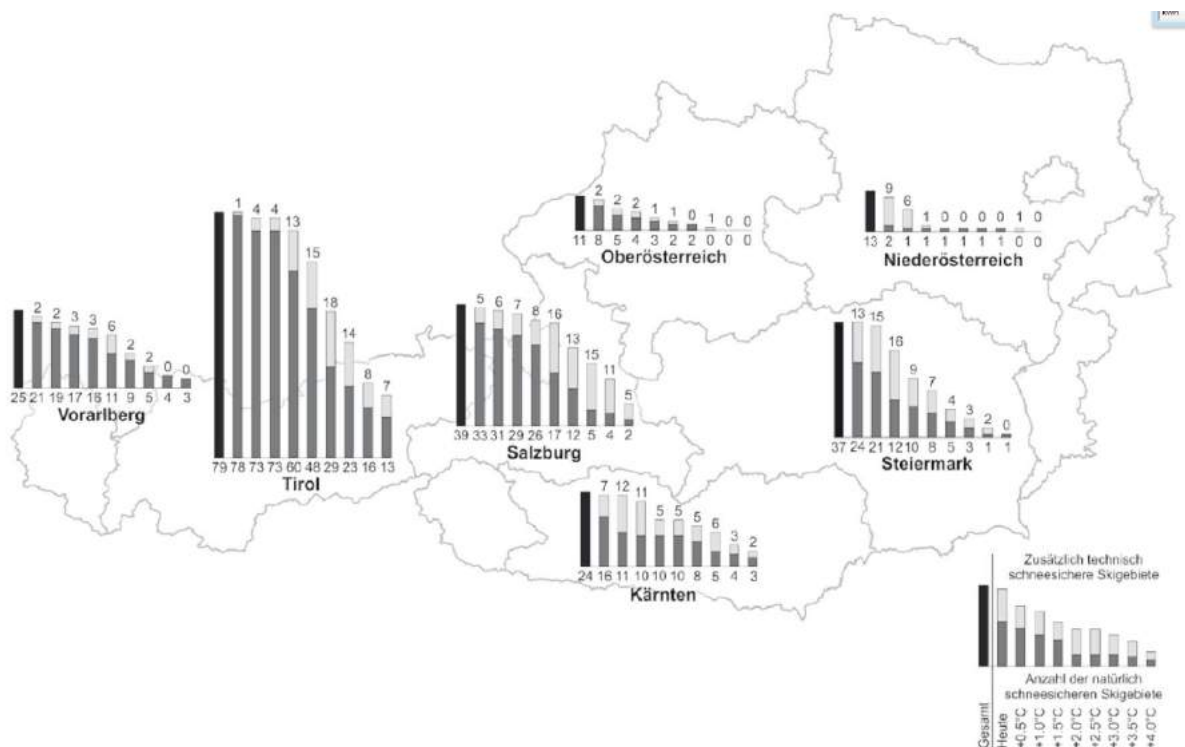 2 2 2 1 1 0 1 0 0
11 8 5 4 3 2 2 0 0 0
Oberösterreich
9 6 1 0 0 0 0 1 0
13 2 1 1 1 1 1 1 0 0
Niederösterreich
1 4 4 13 15 18 14 8 7
79 78 73 73 60 48 29 23 16 13
Tirol
2 2 3 3 6 2 2 0 0
25 21 19 17 16 11 9 5 4 3
Vorarlberg
5 6 7 8 16 13 15 11 5
39 33 31 29 26 17 12 5 4 2
Salzburg
13 15 16 9 7 4 3 2 0
37 24 21 12 10 8 5 3 1 1
Steiermark
7 12 11 5 5 5 6 3 2
24 16 11 10 10 10 8 5 4 3
Kärnten
Zusätzlich technisch
schneesichere Skigebiete
Anzahl der natürlich
schneesicheren Skigebiete
Gesamt
Heute
+0.5°C
+1.0°C
+1.5°C
+2.0°C
+2.5°C
+3.0°C
+3.5°C
+4.0°C